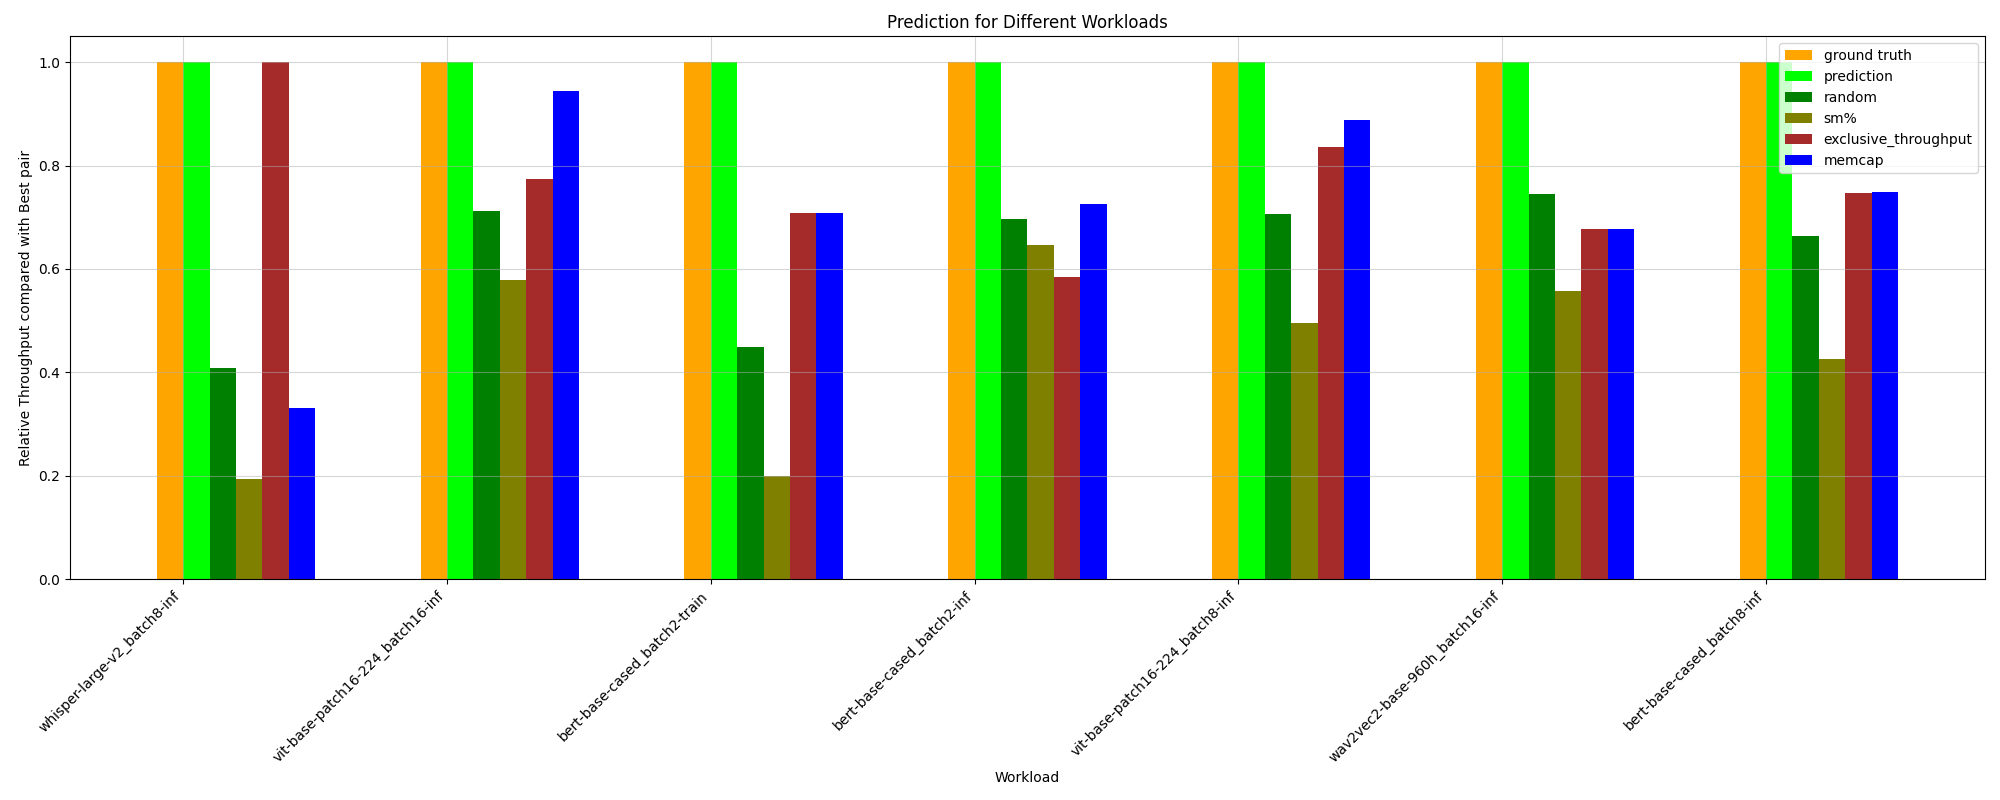 Prediction for Different Workloads
Relative Throughput compared with Best pair
1.0
0.8
0.6
0.4
0.2
0.0
ground truth
prediction
random
sm%
exclusive_throughput
memcap
whisper-large-v2_batch8-inf
vit-base-patch16-224_batch16-inf
bert-base-cased_batch2-train
bert-base-cased_batch2-inf
vit-base-patch16-224_batch8-inf
wav2vec2-base-960h_batch16-inf
bert-base-cased_batch8-inf
Workload